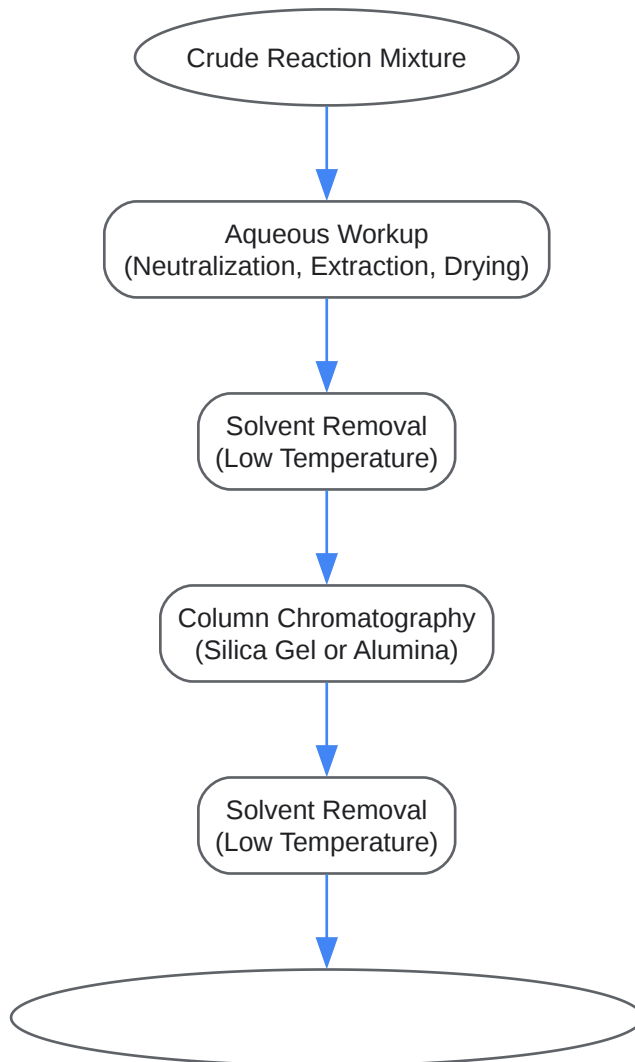 Crude Reaction Mixture
Aqueous Workup
(Neutralization, Extraction, Drying)
Solvent Removal
(Low Temperature)
Column Chromatography
(Silica Gel or Alumina)
Solvent Removal
(Low Temperature)